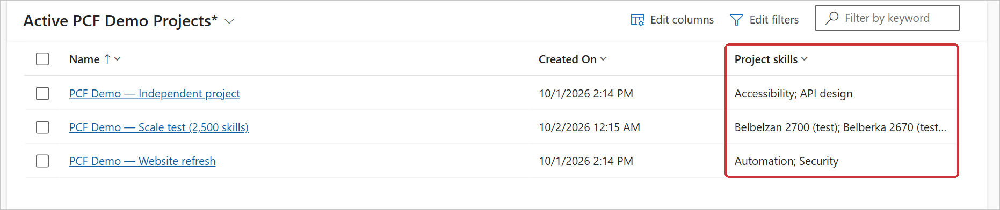 Active PCF Demo Projects*
Edit columns
Edit filters
Filter by keyword
Name ↑
Created On
Project skills
PCF Demo — Independent project
10/1/2026 2:14 PM
Accessibility; API design
PCF Demo — Scale test (2,500 skills)
10/2/2026 12:15 AM
Belbelzan 2700 (test); Belberka 2670 (test...
PCF Demo — Website refresh
10/1/2026 2:14 PM
Automation; Security